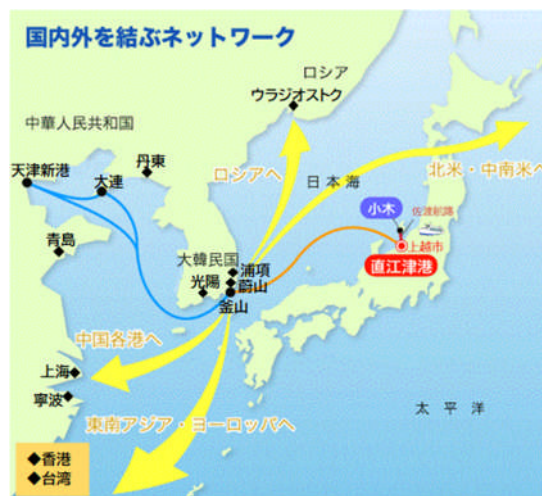 国内外を結ぶネットワーク
ロシア
ウラジオストク
中華人民共和国
丹東
天津新港
大連
ロシアへ
日本海
北米・中南米へ
小木
佐渡航路
上越市
直江津港
青島
大韓民国
浦項
光陽
蔚山
釜山
中国各港へ
上海
寧波
東南アジア・ヨーロッパへ
太平洋
◆香港
◆台湾